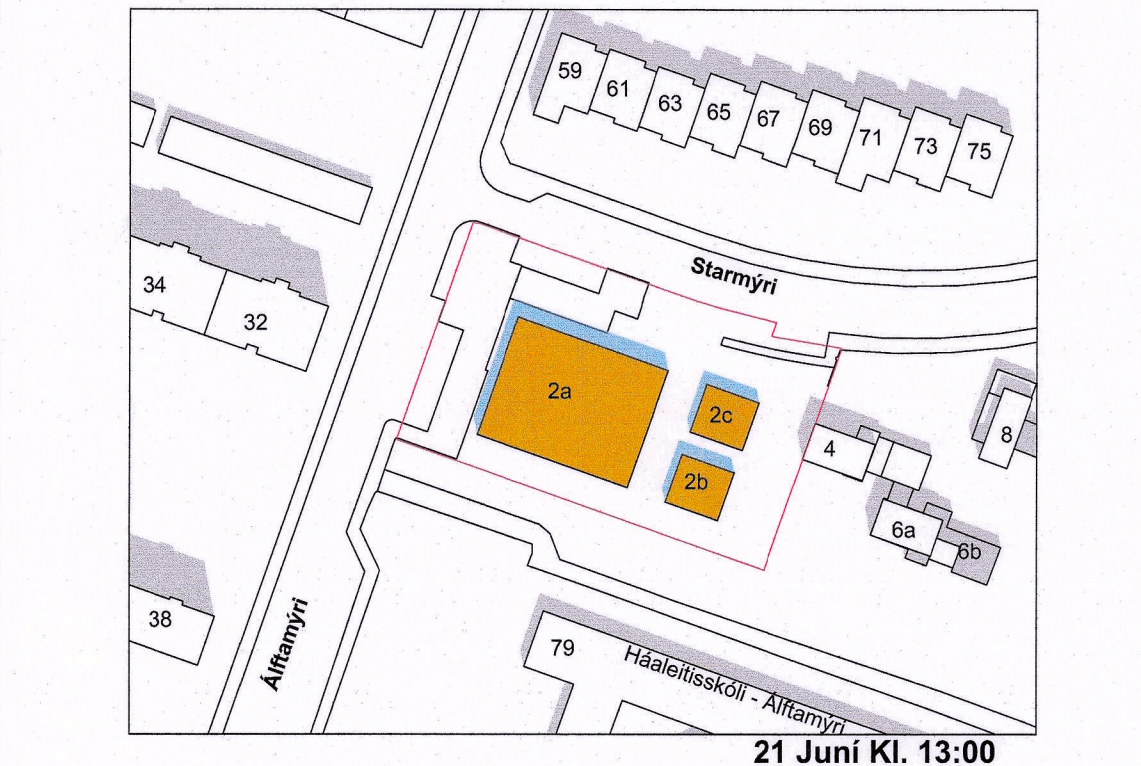 59
61
63
65
67
69
71
73
75
34
32
Starmýri
2a
2c
2b
4
8
6a
6b
38
Álftamýri
79
Háaleitisskóli - Álftamýri
21 Juní Kl. 13:00